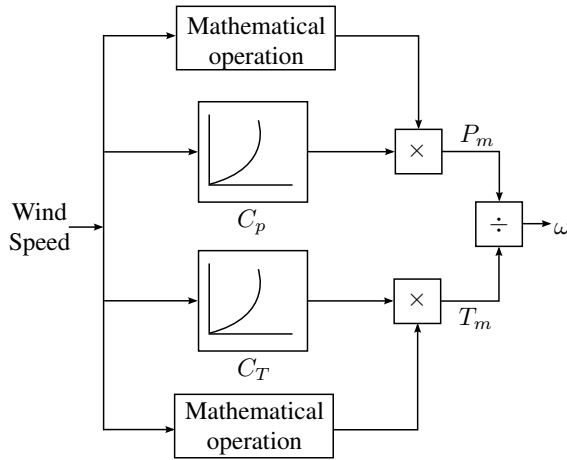 Mathematical
operation
×
P_m
C_p
Wind
Speed
÷
ω
×
T_m
C_T
Mathematical
operation